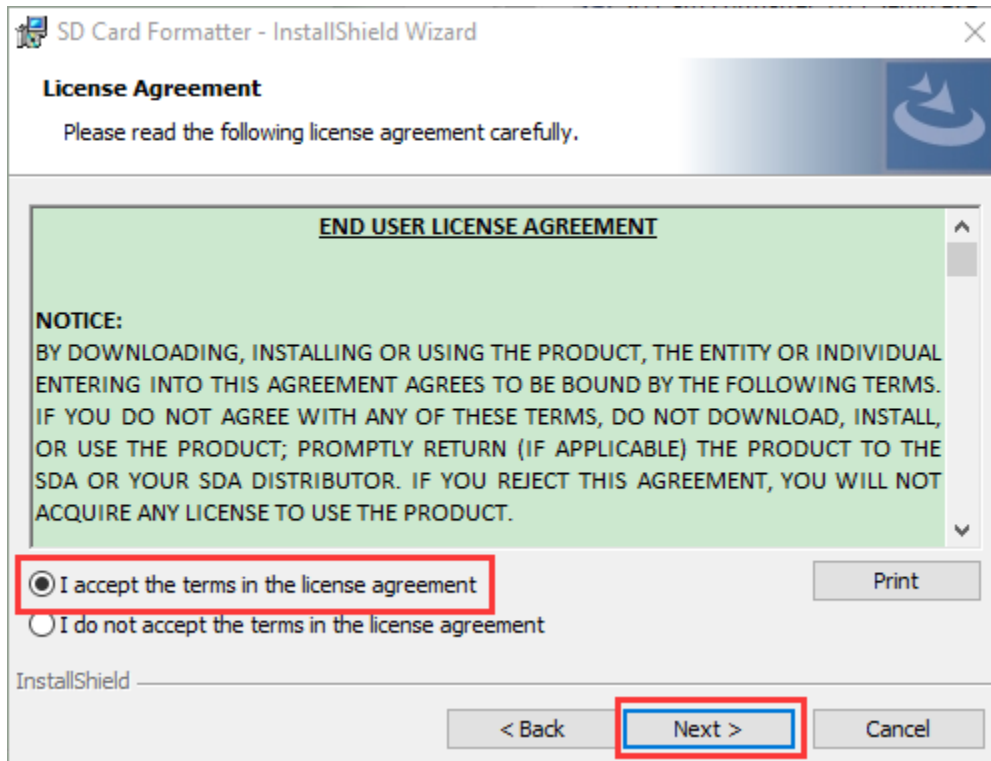 SD Card Formatter - InstallShield Wizard
License Agreement
Please read the following license agreement carefully.
END USER LICENSE AGREEMENT
NOTICE:
BY DOWNLOADING, INSTALLING OR USING THE PRODUCT, THE ENTITY OR INDIVIDUAL
ENTERING INTO THIS AGREEMENT AGREES TO BE BOUND BY THE FOLLOWING TERMS.
IF YOU DO NOT AGREE WITH ANY OF THESE TERMS, DO NOT DOWNLOAD, INSTALL,
OR USE THE PRODUCT; PROMPTLY RETURN (IF APPLICABLE) THE PRODUCT TO THE
SDA OR YOUR SDA DISTRIBUTOR. IF YOU REJECT THIS AGREEMENT, YOU WILL NOT
ACQUIRE ANY LICENSE TO USE THE PRODUCT.
I accept the terms in the license agreement
Print
I do not accept the terms in the license agreement
InstallShield
< Back
Next >
Cancel